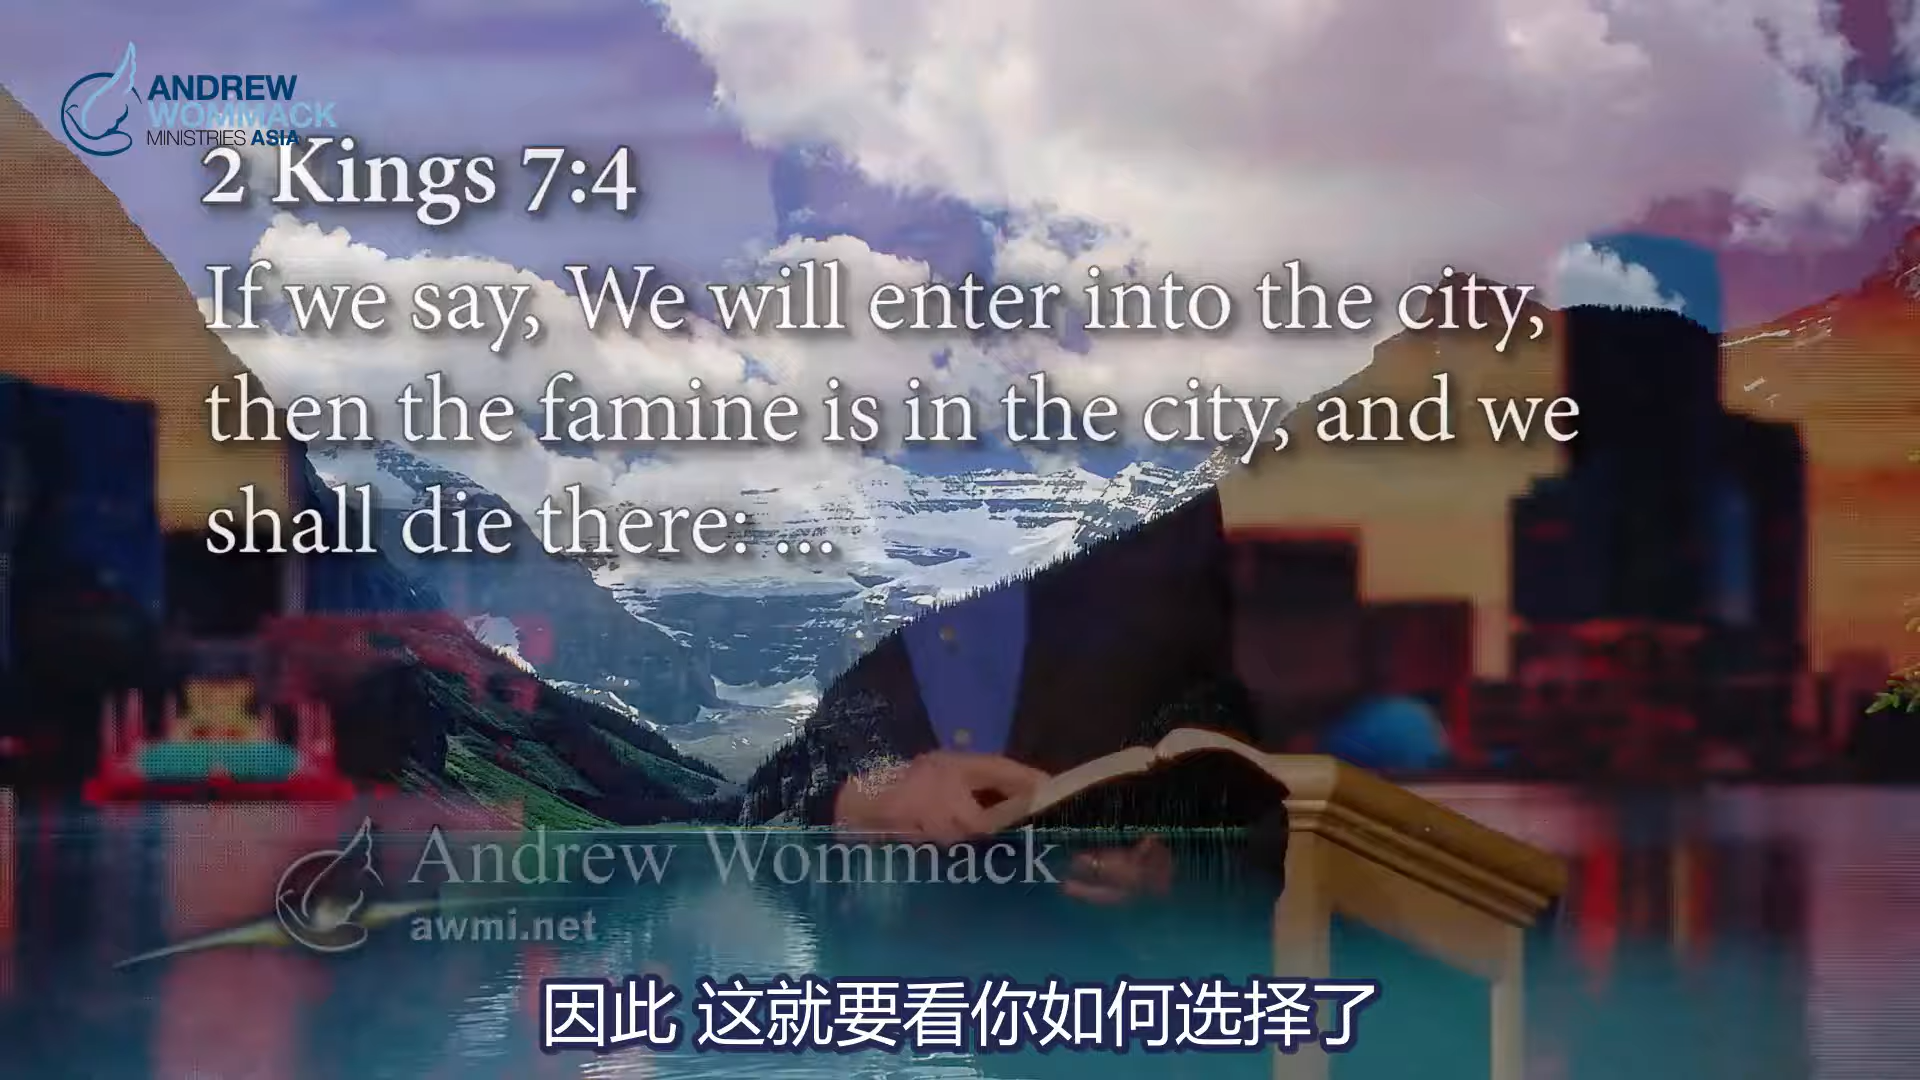 ANDREW
WOMMACK
MINISTRIES ASIA
2 Kings 7:4
If we say, We will enter into the city,
then the famine is in the city, and we
shall die there: ...
Andrew Wommack
awmi.net
因此 这就要看你如何选择了